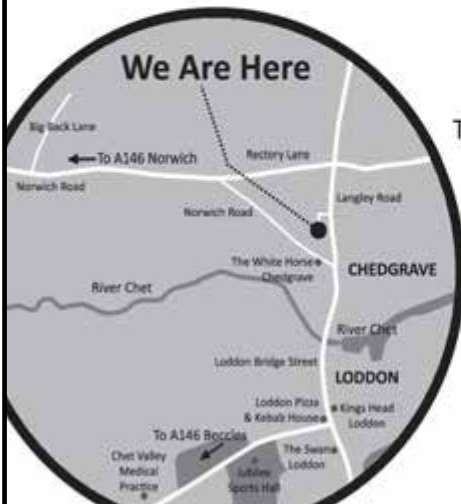 We Are Here
T
Big Back Lane
To A146 Norwich
Rectory Lane
Norwich Road
Langley Road
Norwich Road
The White Horse
Chedgrave
CHEDGRAVE
River Chet
River Chet
Loddon Bridge Street
LODDON
Loddon Pizza
& Kebab House
Kings Head
Loddon
To A146 Beccles
The Swan
Loddon
Chet Valley
Medical
Practice
Jubilee
Sports Hall